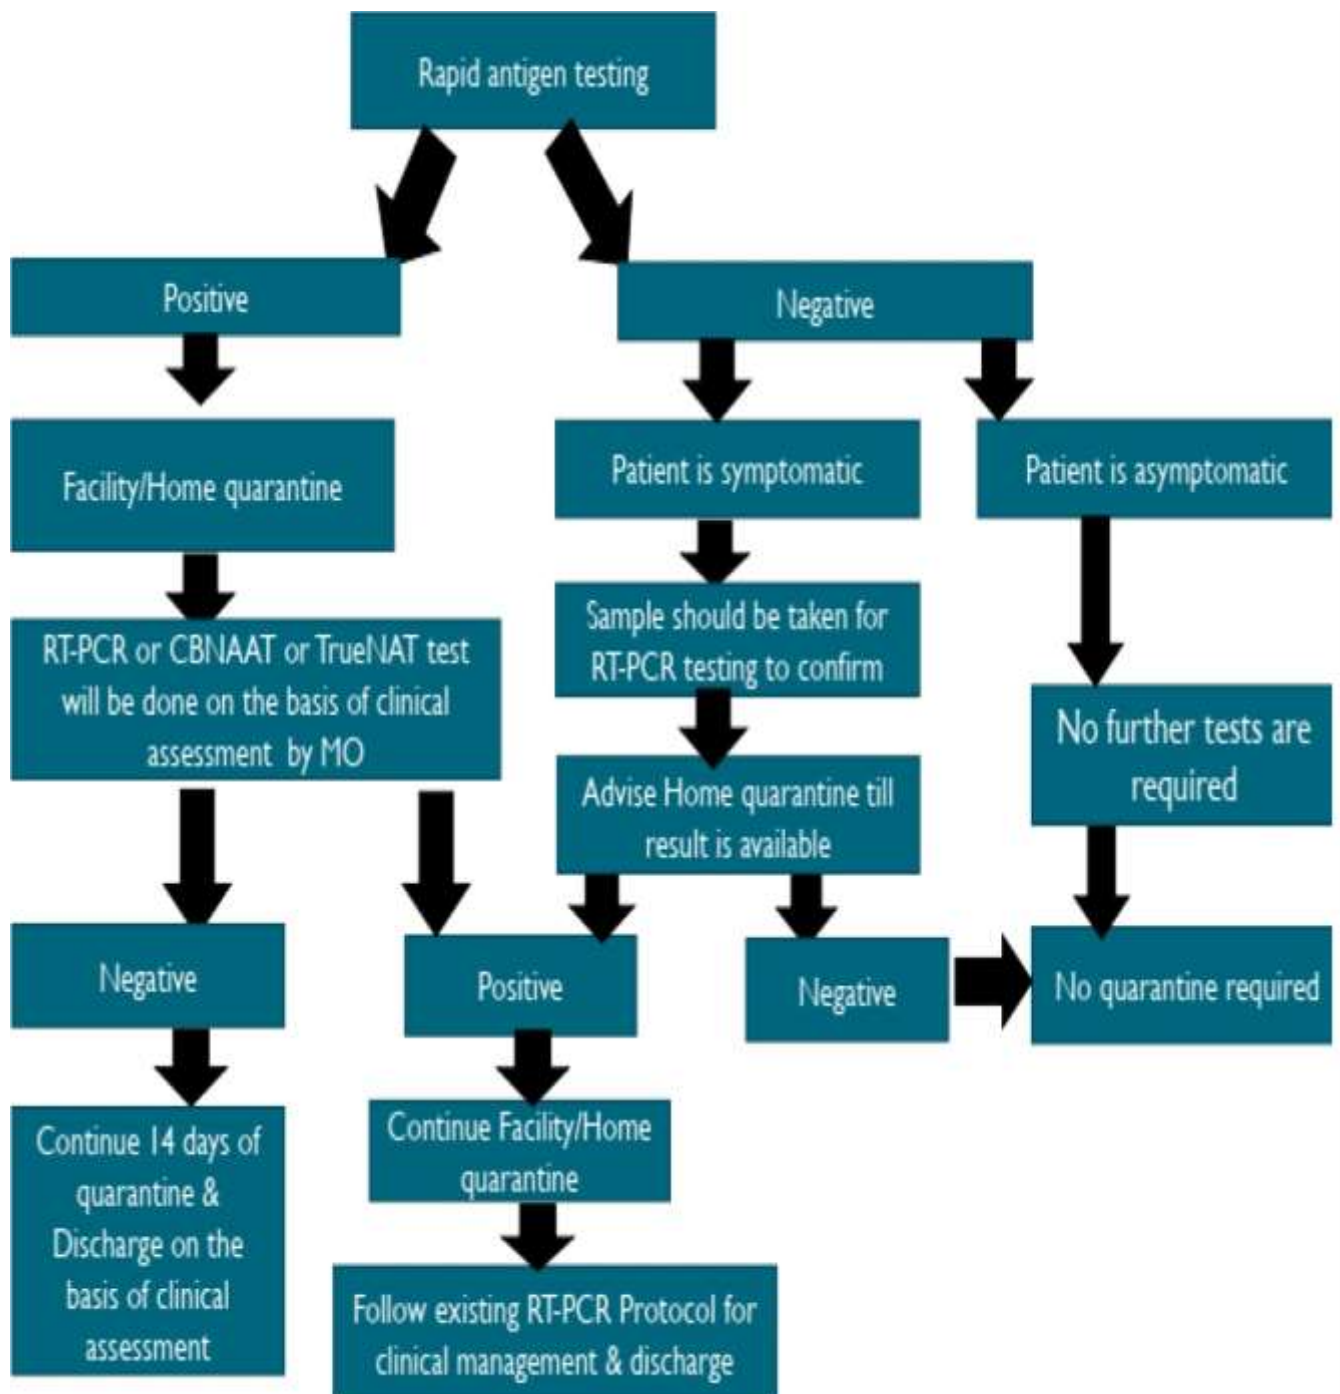 Rapid antigen testing
Positive
Negative
Facility/Home quarantine
Patient is symptomatic
Patient is asymptomatic
RT-PCR or CBNAAT or TrueNAT test
will be done on the basis of clinical
assessment by MO
Sample should be taken for
RT-PCR testing to confirm
No further tests are
required
Advise Home quarantine till
result is available
Negative
Positive
Negative
No quarantine required
Continue 14 days of
quarantine &
Discharge on the
basis of clinical
assessment
Continue Facility/Home
quarantine
Follow existing RT-PCR Protocol for
clinical management & discharge